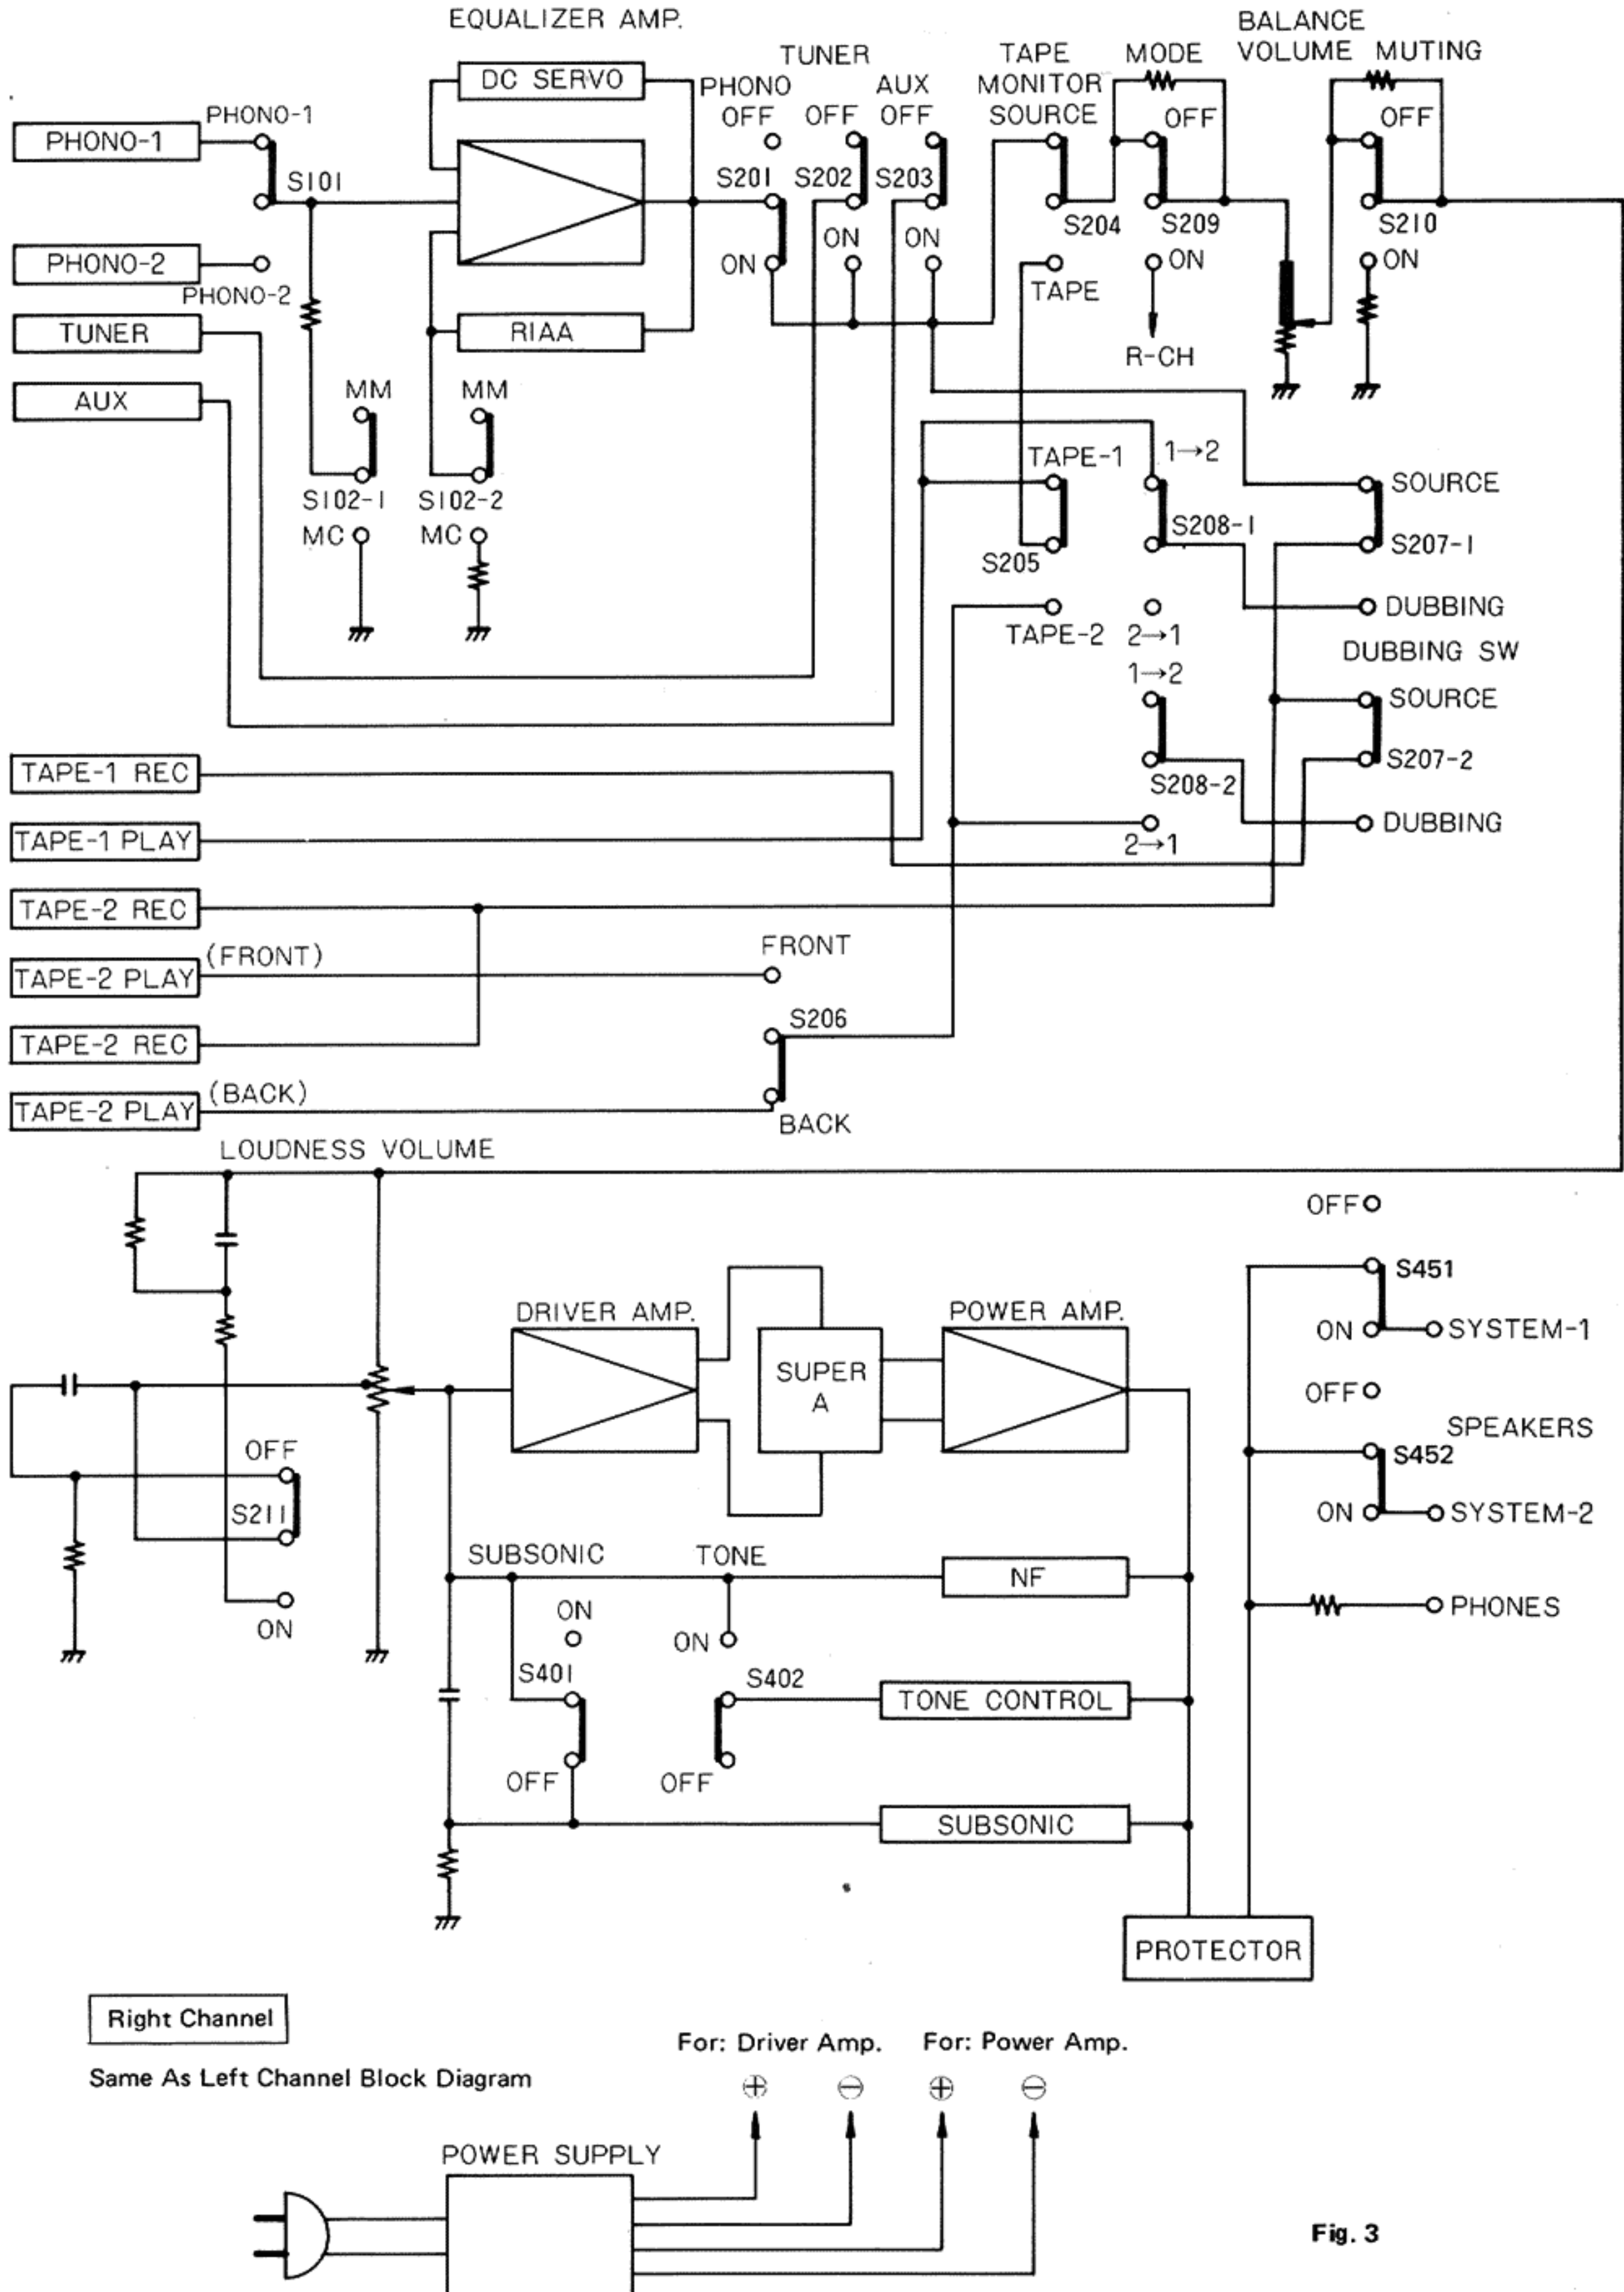 EQUALIZER AMP.
BALANCE
VOLUME MUTING
TUNER
TAPE
MONITOR
SOURCE
MODE
DC SERVO
PHONO
OFF
OFF
AUX
OFF
OFF
OFF
PHONO-1
PHONO-1
S101
S201
S202
S203
S204
S209
S210
PHONO-2
PHONO-2
ON
ON
ON
TAPE
ON
ON
TUNER
RIAA
R-CH
AUX
MM
MM
S102-1
S102-2
MC
MC
TAPE-1
1→2
SOURCE
S208-1
S207-1
S205
DUBBING
TAPE-2
2→1
DUBBING SW
1→2
SOURCE
S207-2
S208-2
DUBBING
2→1
TAPE-1 REC
TAPE-1 PLAY
TAPE-2 REC
TAPE-2 PLAY
(FRONT)
FRONT
TAPE-2 REC
S206
TAPE-2 PLAY
(BACK)
BACK
LOUDNESS VOLUME
OFF
S451
ON
SYSTEM-1
DRIVER AMP.
POWER AMP.
SUPER
A
OFF
SPEAKERS
S452
ON
SYSTEM-2
OFF
S211
ON
SUBSONIC
TONE
NF
PHONES
ON
ON
S401
S402
TONE CONTROL
OFF
OFF
SUBSONIC
PROTECTOR
Right Channel
Same As Left Channel Block Diagram
For: Driver Amp.
For: Power Amp.
⊕
⊖
⊕
⊖
POWER SUPPLY
Fig. 3